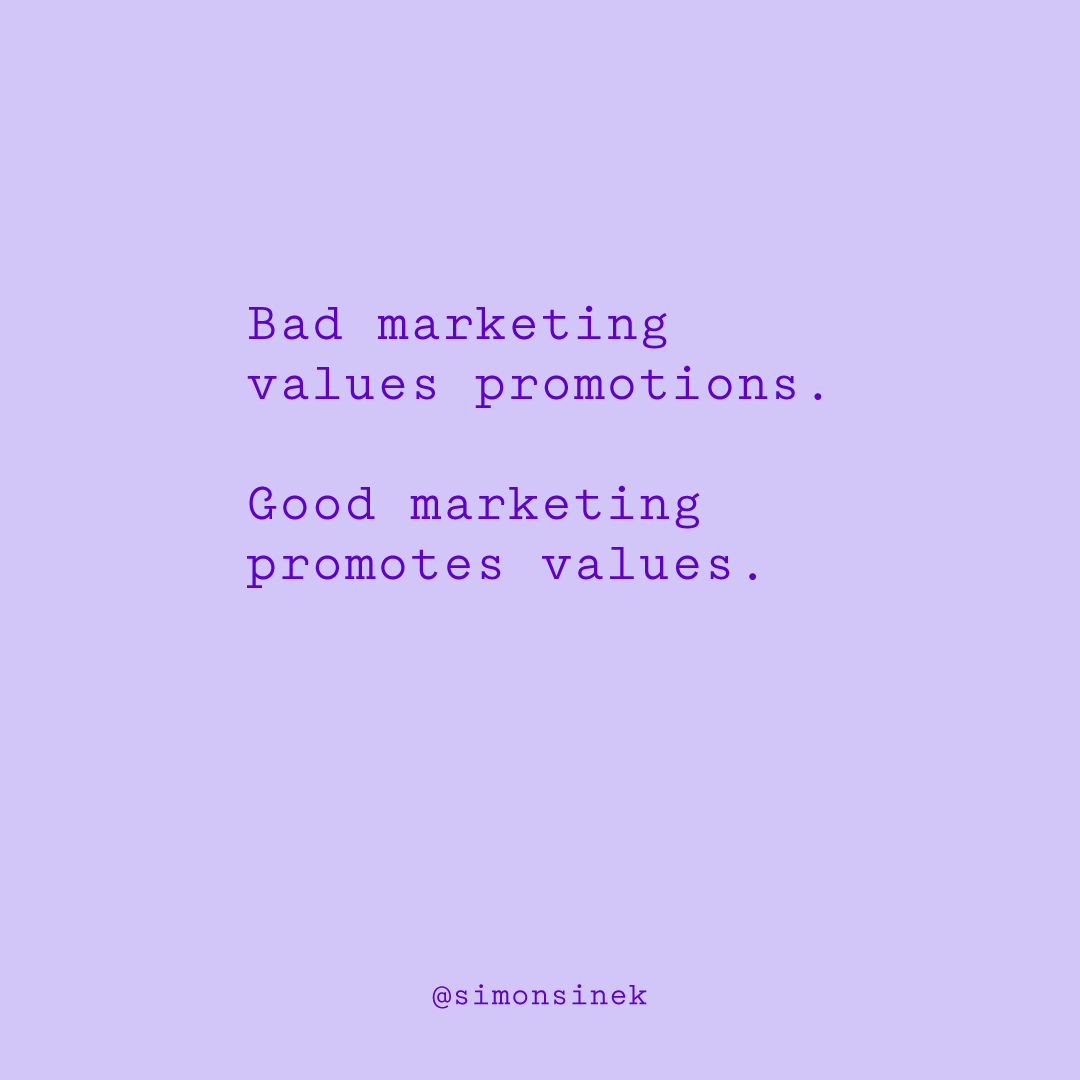 Bad marketing
values promotions.
Good marketing
promotes values.
@simonsinek